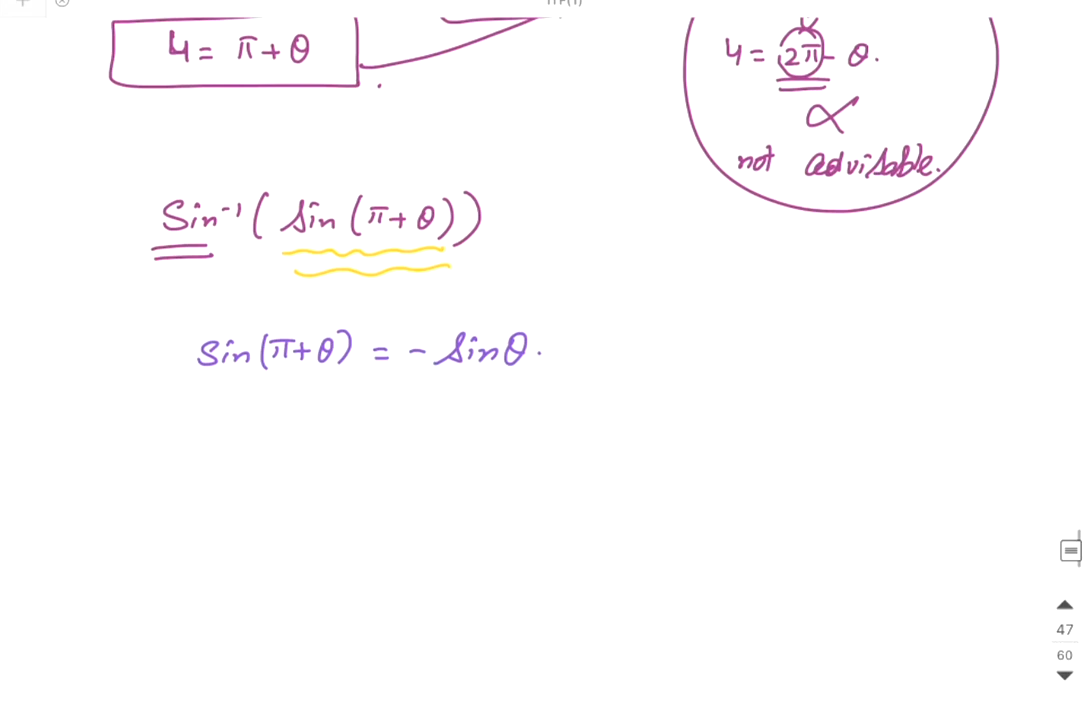 4 = π + θ
4 = 2π - θ.
not advisable.
Sin⁻¹ ( Sin (π + θ))
Sin (π + θ) = - Sin θ.
47
60